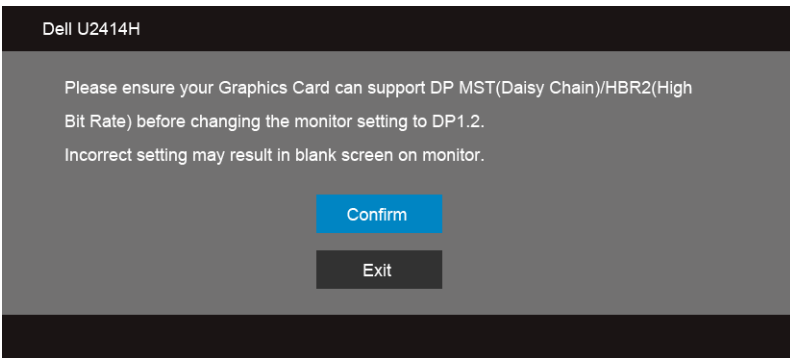 Dell U2414H
Please ensure your Graphics Card can support DP MST(Daisy Chain)/HBR2(High
Bit Rate) before changing the monitor setting to DP1.2.
Incorrect setting may result in blank screen on monitor.
Confirm
Exit